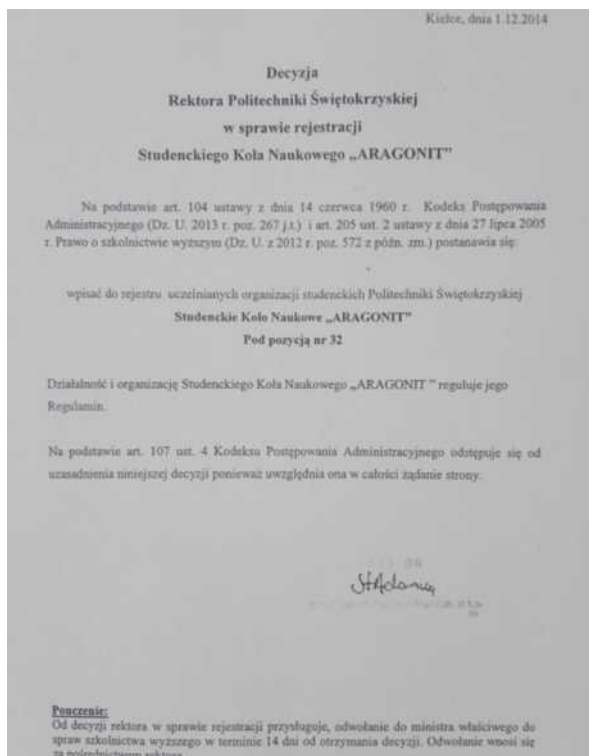 Kielce, dnia 1.12.2014
Decyzja
Rektora Politechniki Świętokrzyskiej
w sprawie rejestracji
Studenckiego Koła Naukowego „ARAGONIT”
Na podstawie art. 104 ustawy z dnia 14 czerwca 1960 r. Kodeks Postępowania
Administracyjnego (Dz. U. 2013 r. poz. 267 j.t.) i art. 205 ust. 2 ustawy z dnia 27 lipca 2005
r. Prawo o szkolnictwie wyższym (Dz. U. z 2012 r. poz. 572 z późn. zm.) postanawia się:
wpisać do rejestru uczelnianych organizacji studenckich Politechniki Świętokrzyskiej
Studenckie Koło Naukowe „ARAGONIT”
Pod pozycją nr 32
Działalność i organizację Studenckiego Koła Naukowego „ARAGONIT ” reguluje jego
Regulamin.
Na podstawie art. 107 ust. 4 Kodeksu Postępowania Administracyjnego odstępuje się od
uzasadnienia niniejszej decyzji ponieważ uwzględnia ona w całości żądanie strony.
Pouczenie:
Od decyzji rektora w sprawie rejestracji przysługuje, odwołanie do ministra właściwego do
spraw szkolnictwa wyższego w terminie 14 dni od otrzymania decyzji. Odwołanie wnosi się
za pośrednictwem rektora.